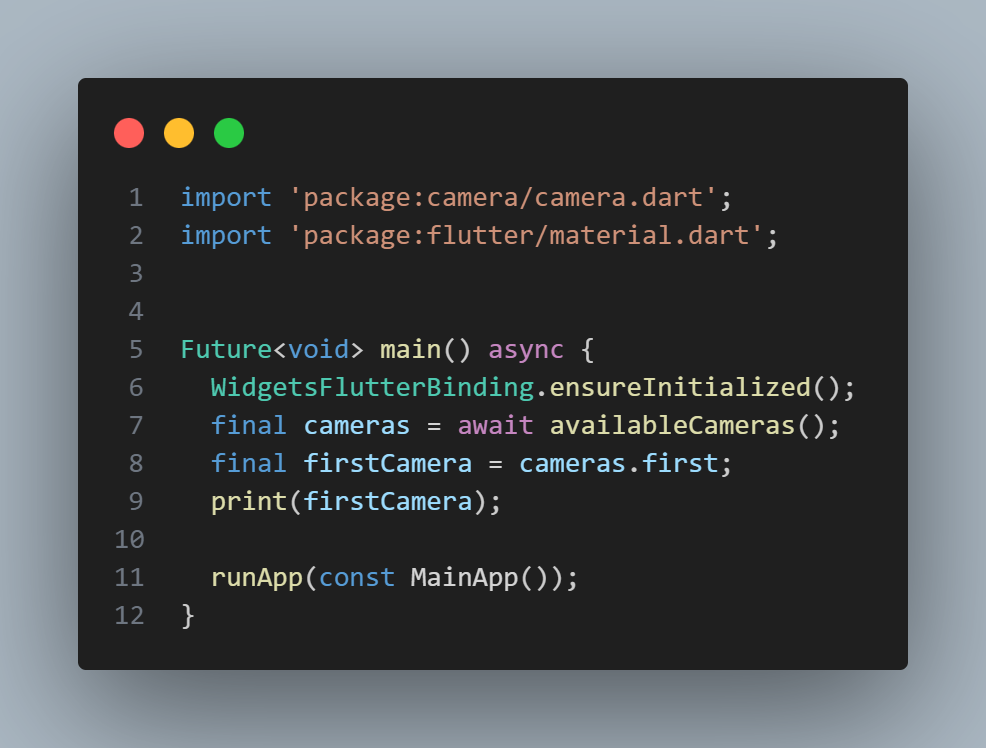 1 import 'package:camera/camera.dart';
2 import 'package:flutter/material.dart';
3
4
5 Future<void> main() async {
6   WidgetsFlutterBinding.ensureInitialized();
7   final cameras = await availableCameras();
8   final firstCamera = cameras.first;
9   print(firstCamera);
10
11   runApp(const MainApp());
12 }